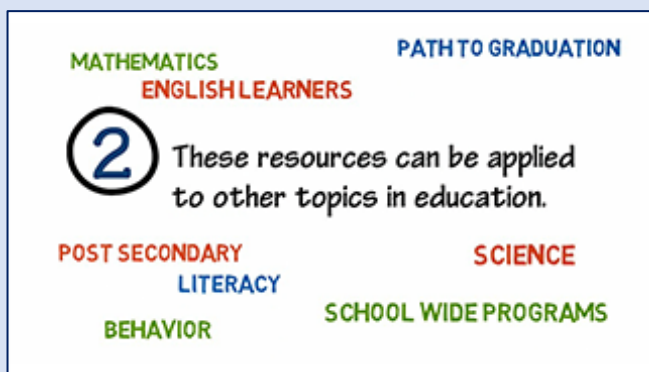 PATH TO GRADUATION
MATHEMATICS
ENGLISH LEARNERS
2
These resources can be applied
to other topics in education.
POST SECONDARY
SCIENCE
LITERACY
SCHOOL WIDE PROGRAMS
BEHAVIOR